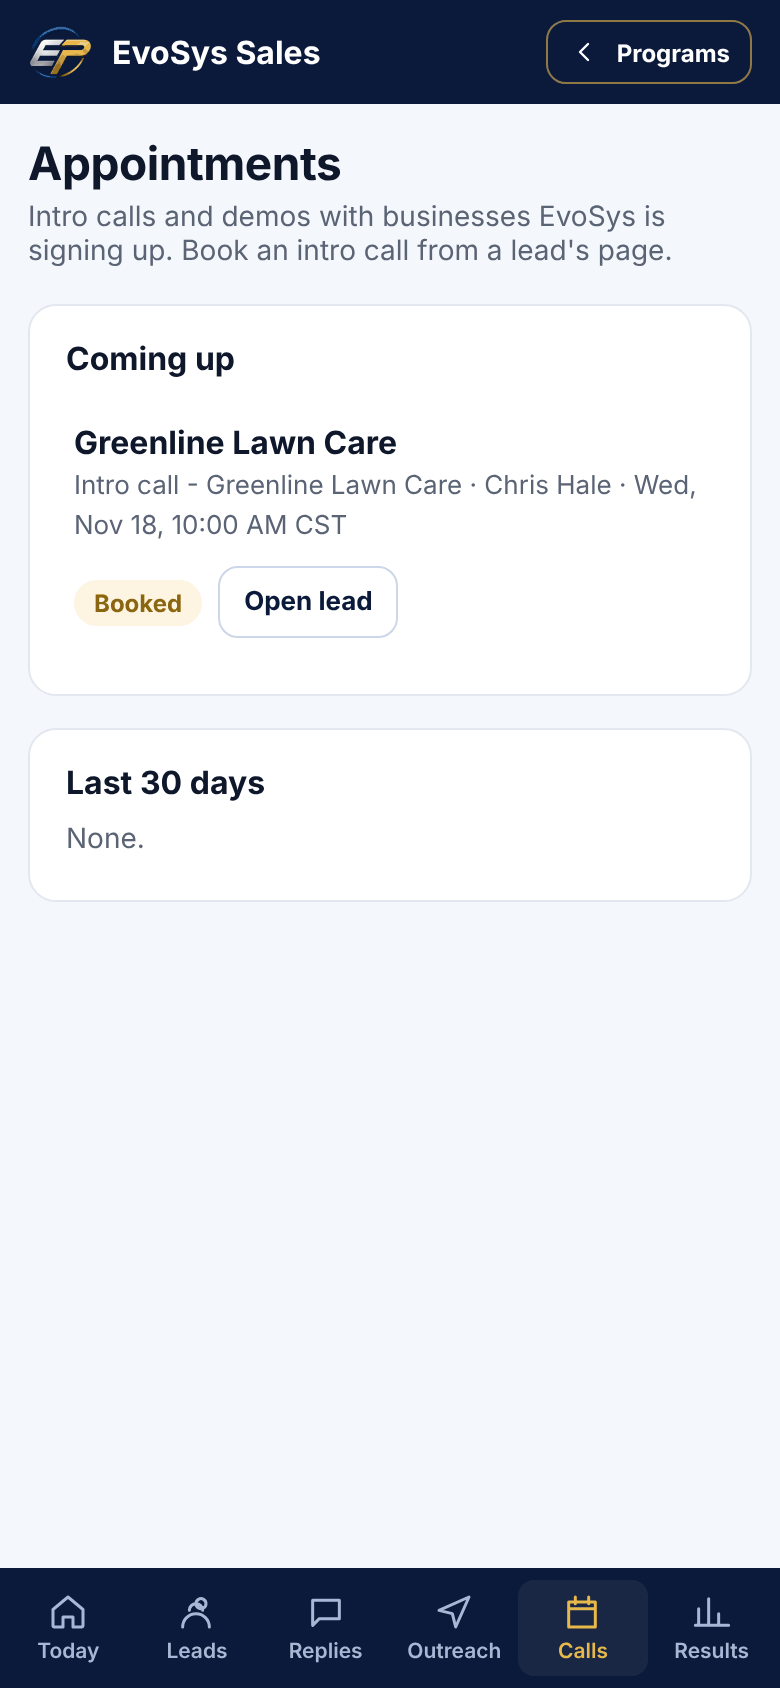 EP EvoSys Sales
Programs
Appointments
Intro calls and demos with businesses EvoSys is
signing up. Book an intro call from a lead's page.
Coming up
Greenline Lawn Care
Intro call - Greenline Lawn Care · Chris Hale · Wed,
Nov 18, 10:00 AM CST
Booked
Open lead
Last 30 days
None.
Today
Leads
Replies
Outreach
Calls
Results